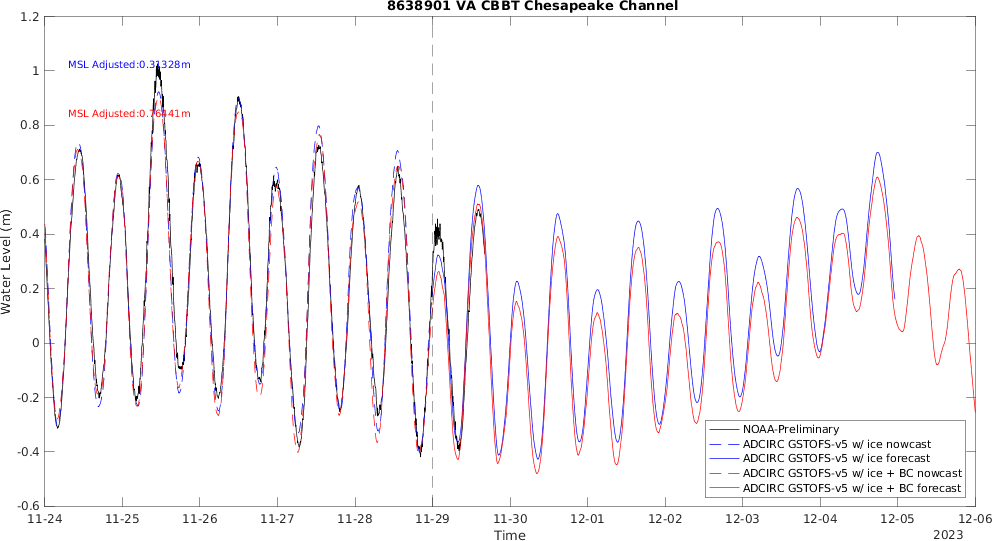 8638901 VA CBBT Chesapeake Channel
1.2
1
0.8
0.6
0.4
0.2
0
-0.2
-0.4
-0.6
Water Level (m)
MSL Adjusted:0.31328m
MSL Adjusted:0.76441m
NOAA-Preliminary
ADCIRC GSTOFS-v5 w/ ice nowcast
ADCIRC GSTOFS-v5 w/ ice forecast
ADCIRC GSTOFS-v5 w/ ice + BC nowcast
ADCIRC GSTOFS-v5 w/ ice + BC forecast
11-24 11-25 11-26 11-27 11-28 11-29 11-30 12-01 12-02 12-03 12-04 12-05 12-06
Time
2023